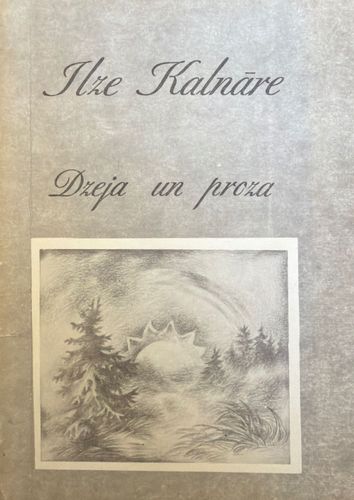 Ilze Kalnāre
Dzeja un proza